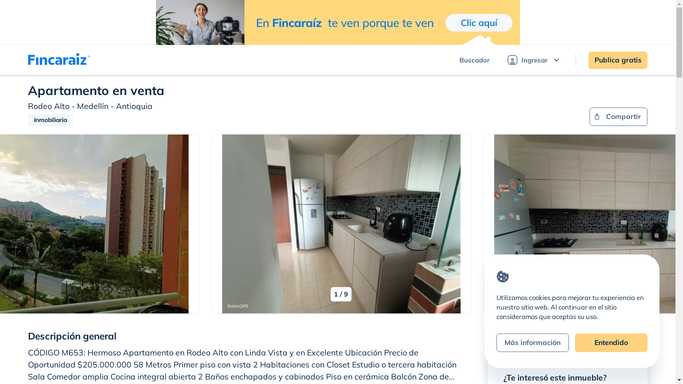 En Fincaraíz te ven porque te ven
Clic aquí
Fincaraiz
Buscador
Ingresar
Publica gratis
Apartamento en venta
Rodeo Alto - Medellín - Antioquia
Inmobiliaria
Compartir
1 / 9
Utilizamos cookies para mejorar tu experiencia en
nuestro sitio web. Al continuar en el sitio
consideramos que aceptas su uso.
Más información
Entendido
Descripción general
CÓDIGO M653: Hermoso Apartamento en Rodeo Alto con Linda Vista y en Excelente Ubicación Precio de
Oportunidad $205.000.000 58 Metros Primer piso con vista 2 Habitaciones con Closet Estudio o tercera habitación
Sala Comedor amplia Cocina integral abierta 2 Baños enchapados y cabinados Piso en cerámica Balcón Zona de...
¿Te interesó este inmueble?